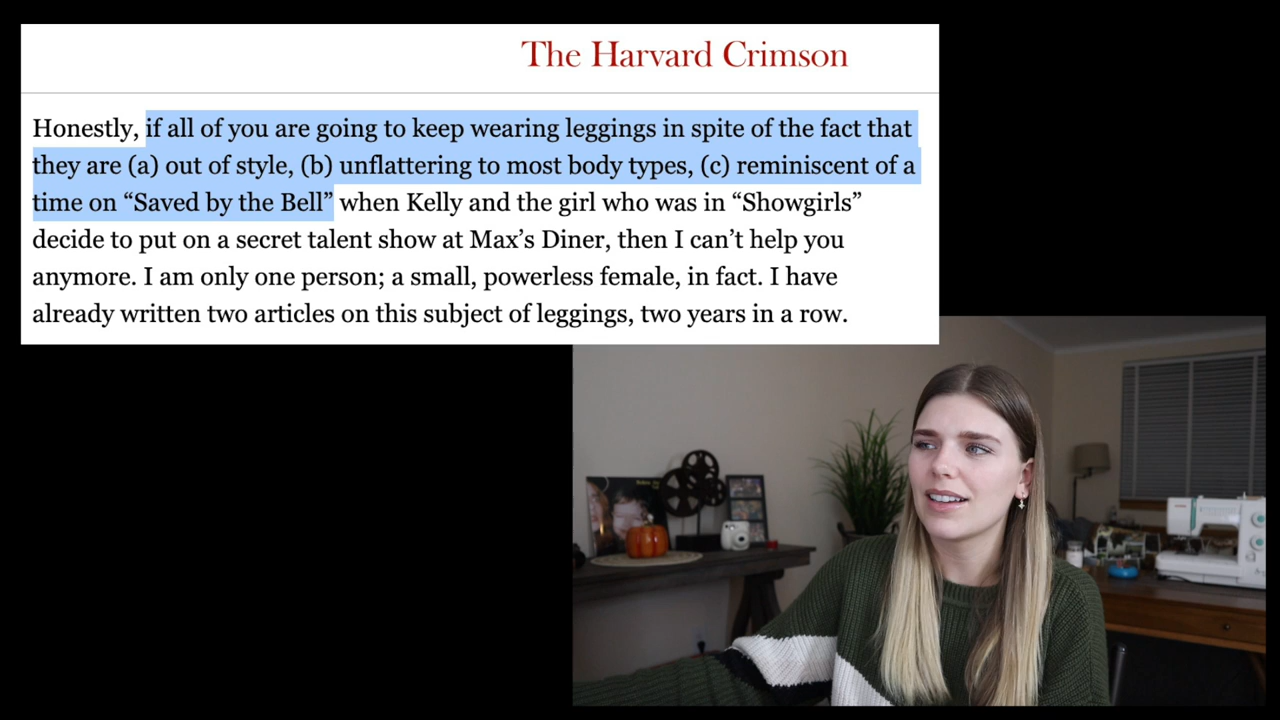 The Harvard Crimson
Honestly, if all of you are going to keep wearing leggings in spite of the fact that
they are (a) out of style, (b) unflattering to most body types, (c) reminiscent of a
time on “Saved by the Bell” when Kelly and the girl who was in “Showgirls”
decide to put on a secret talent show at Max’s Diner, then I can’t help you
anymore. I am only one person; a small, powerless female, in fact. I have
already written two articles on this subject of leggings, two years in a row.